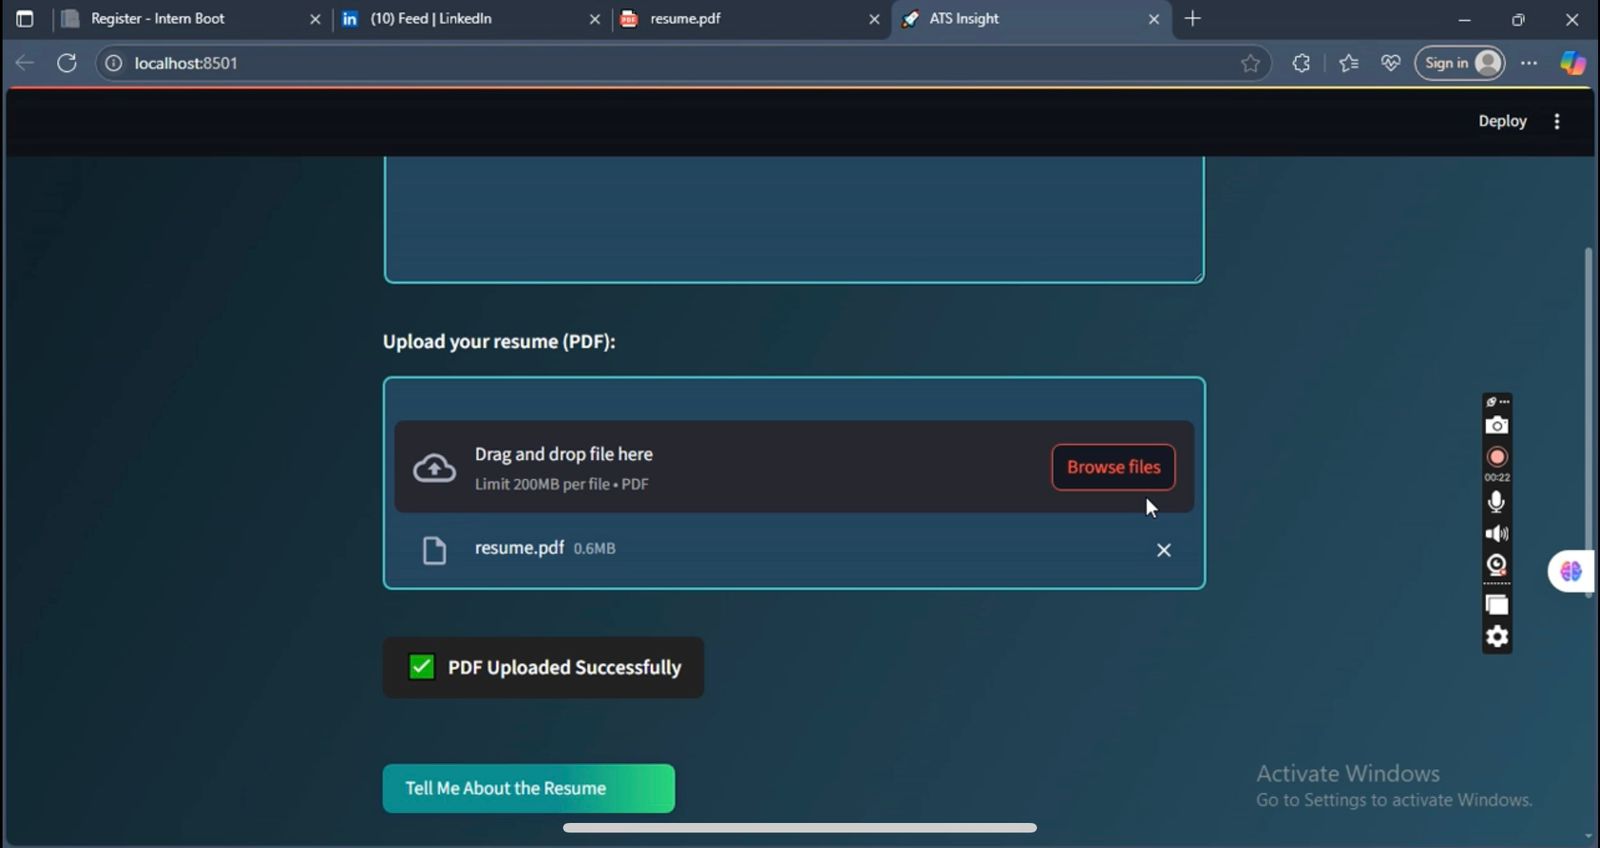 Register - Intern Boot
in (10) Feed | LinkedIn
PDF resume.pdf
ATS Insight
localhost:8501
Sign in
Deploy
Upload your resume (PDF):
Drag and drop file here
Limit 200MB per file • PDF
Browse files
resume.pdf 0.6MB
00:22
PDF Uploaded Successfully
Tell Me About the Resume
Activate Windows
Go to Settings to activate Windows.